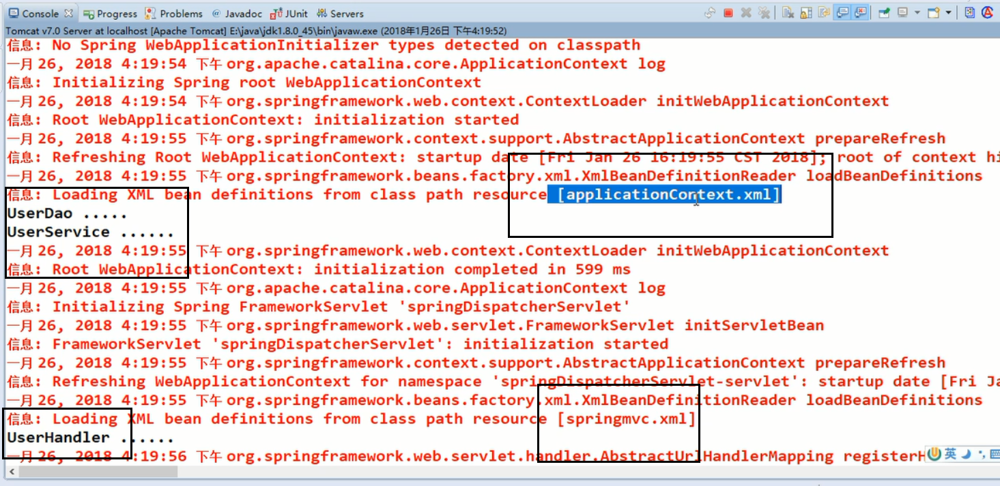 Console Progress Problems @ Javadoc JUnit Servers
Tomcat v7.0 Server at localhost [Apache Tomcat] E:\java\jdk1.8.0_45\bin\javaw.exe (2018年1月26日 下午4:19:52)
信息: No Spring WebApplicationInitializer types detected on classpath
一月 26, 2018 4:19:54 下午 org.apache.catalina.core.ApplicationContext log
信息: Initializing Spring root WebApplicationContext
一月 26, 2018 4:19:54 下午 org.springframework.web.context.ContextLoader initWebApplicationContext
信息: Root WebApplicationContext: initialization started
一月 26, 2018 4:19:55 下午 org.springframework.context.support.AbstractApplicationContext prepareRefresh
信息: Refreshing Root WebApplicationContext: startup date [Fri Jan 26 16:19:55 CST 2018]; root of context hi
一月 26, 2018 4:19:55 下午 org.springframework.beans.factory.xml.XmlBeanDefinitionReader loadBeanDefinitions
信息: Loading XML bean definitions from class path resource [applicationContext.xml]
UserDao .....
UserService ......
一月 26, 2018 4:19:55 下午 org.springframework.web.context.ContextLoader initWebApplicationContext
信息: Root WebApplicationContext: initialization completed in 599 ms
一月 26, 2018 4:19:55 下午 org.apache.catalina.core.ApplicationContext log
信息: Initializing Spring FrameworkServlet 'springDispatcherServlet'
一月 26, 2018 4:19:55 下午 org.springframework.web.servlet.FrameworkServlet initServletBean
信息: FrameworkServlet 'springDispatcherServlet': initialization started
一月 26, 2018 4:19:55 下午 org.springframework.context.support.AbstractApplicationContext prepareRefresh
信息: Refreshing WebApplicationContext for namespace 'springDispatcherServlet-servlet': startup date [Fri Ja
一月 26, 2018 4:19:55 下午 org.springframework.beans.factory.xml.XmlBeanDefinitionReader loadBeanDefinitions
信息: Loading XML bean definitions from class path resource [springmvc.xml]
UserHandler ......
一月 26, 2018 4:19:56 下午 org.springframework.web.servlet.handler.AbstractUrlHandlerMapping registerH
英